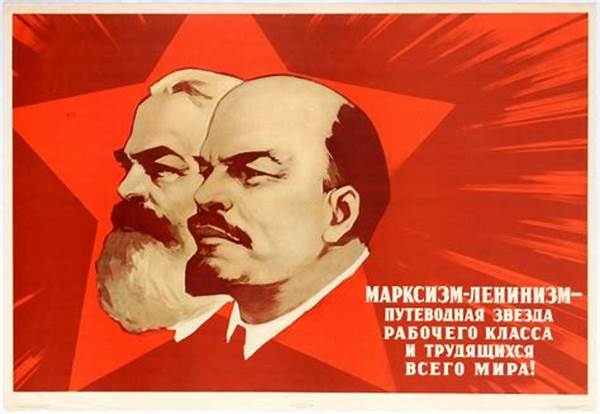 МАРКСИЗМ-ЛЕНИНИЗМ—
ПУТЕВОДНАЯ ЗВЕЗДА
РАБОЧЕГО КЛАССА
И ТРУДЯЩИХСЯ
ВСЕГО МИРА!